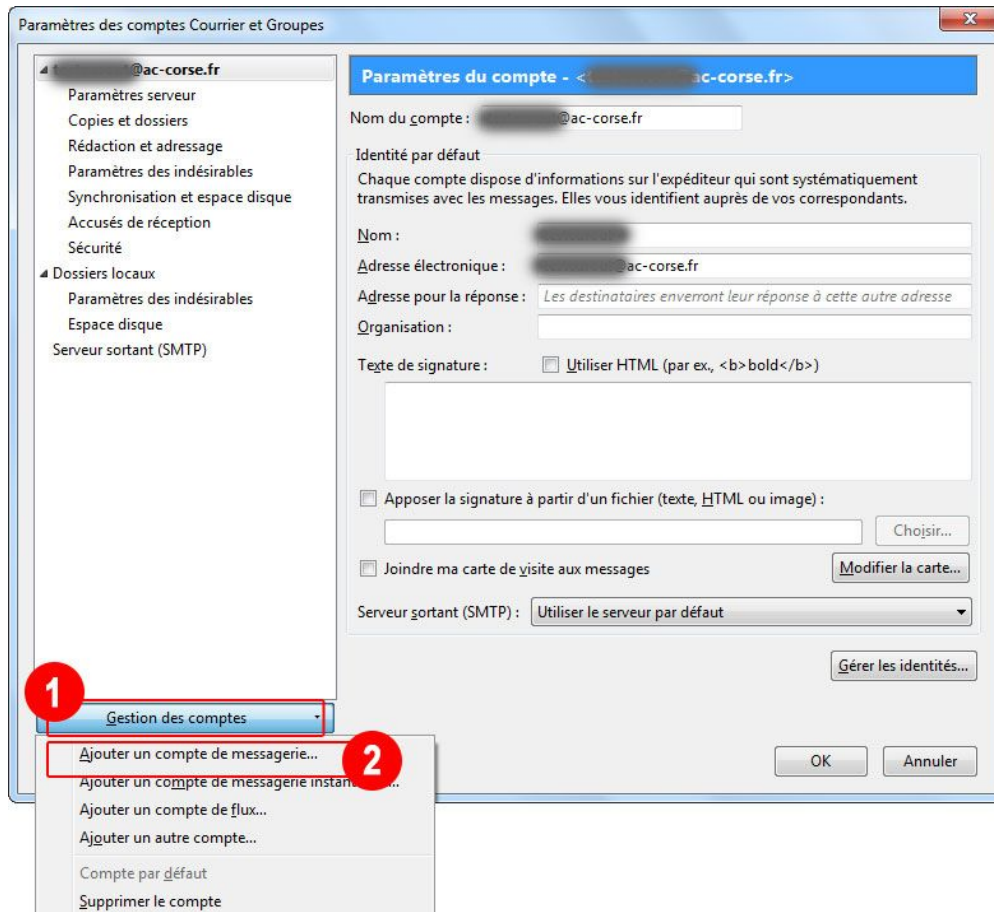 Paramètres des comptes Courrier et Groupes
@ac-corse.fr
Paramètres serveur
Copies et dossiers
Rédaction et adressage
Paramètres des indésirables
Synchronisation et espace disque
Accusés de réception
Sécurité
Dossiers locaux
Paramètres des indésirables
Espace disque
Serveur sortant (SMTP)
Paramètres du compte - < ac-corse.fr>
Nom du compte : @ac-corse.fr
Identité par défaut
Chaque compte dispose d'informations sur l'expéditeur qui sont systématiquement
transmises avec les messages. Elles vous identifient auprès de vos correspondants.
Nom :
Adresse électronique : @ac-corse.fr
Adresse pour la réponse : Les destinataires enverront leur réponse à cette autre adresse
Organisation :
Texte de signature : Utiliser HTML (par ex., <b>bold</b>)
Apposer la signature à partir d'un fichier (texte, HTML ou image) :
Choisir...
Joindre ma carte de visite aux messages Modifier la carte...
Serveur sortant (SMTP) : Utiliser le serveur par défaut
Gérer les identités...
1
Gestion des comptes
2
Ajouter un compte de messagerie...
Ajouter un compte de messagerie
Ajouter un compte de flux...
Ajouter un autre compte...
Compte par défaut
Supprimer le compte
OK Annuler